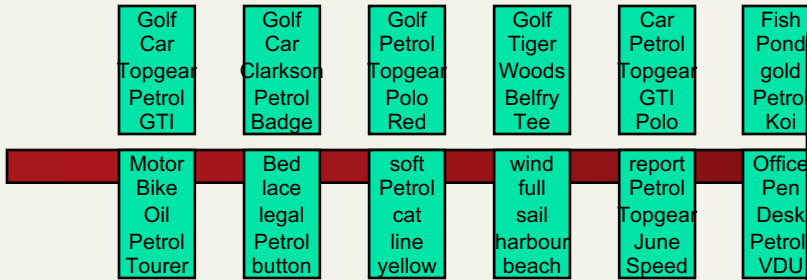 Golf
Car
Topgear
Petrol
GTI
Golf
Car
Clarkson
Petrol
Badge
Golf
Petrol
Topgear
Polo
Red
Golf
Tiger
Woods
Belfry
Tee
Car
Petrol
Topgear
GTI
Polo
Fish
Pond
gold
Petrol
Koi
Motor
Bike
Oil
Petrol
Tourer
Bed
lace
legal
Petrol
button
soft
Petrol
cat
line
yellow
wind
full
sail
harbour
beach
report
Petrol
Topgear
June
Speed
Office
Pen
Desk
Petrol
VDU